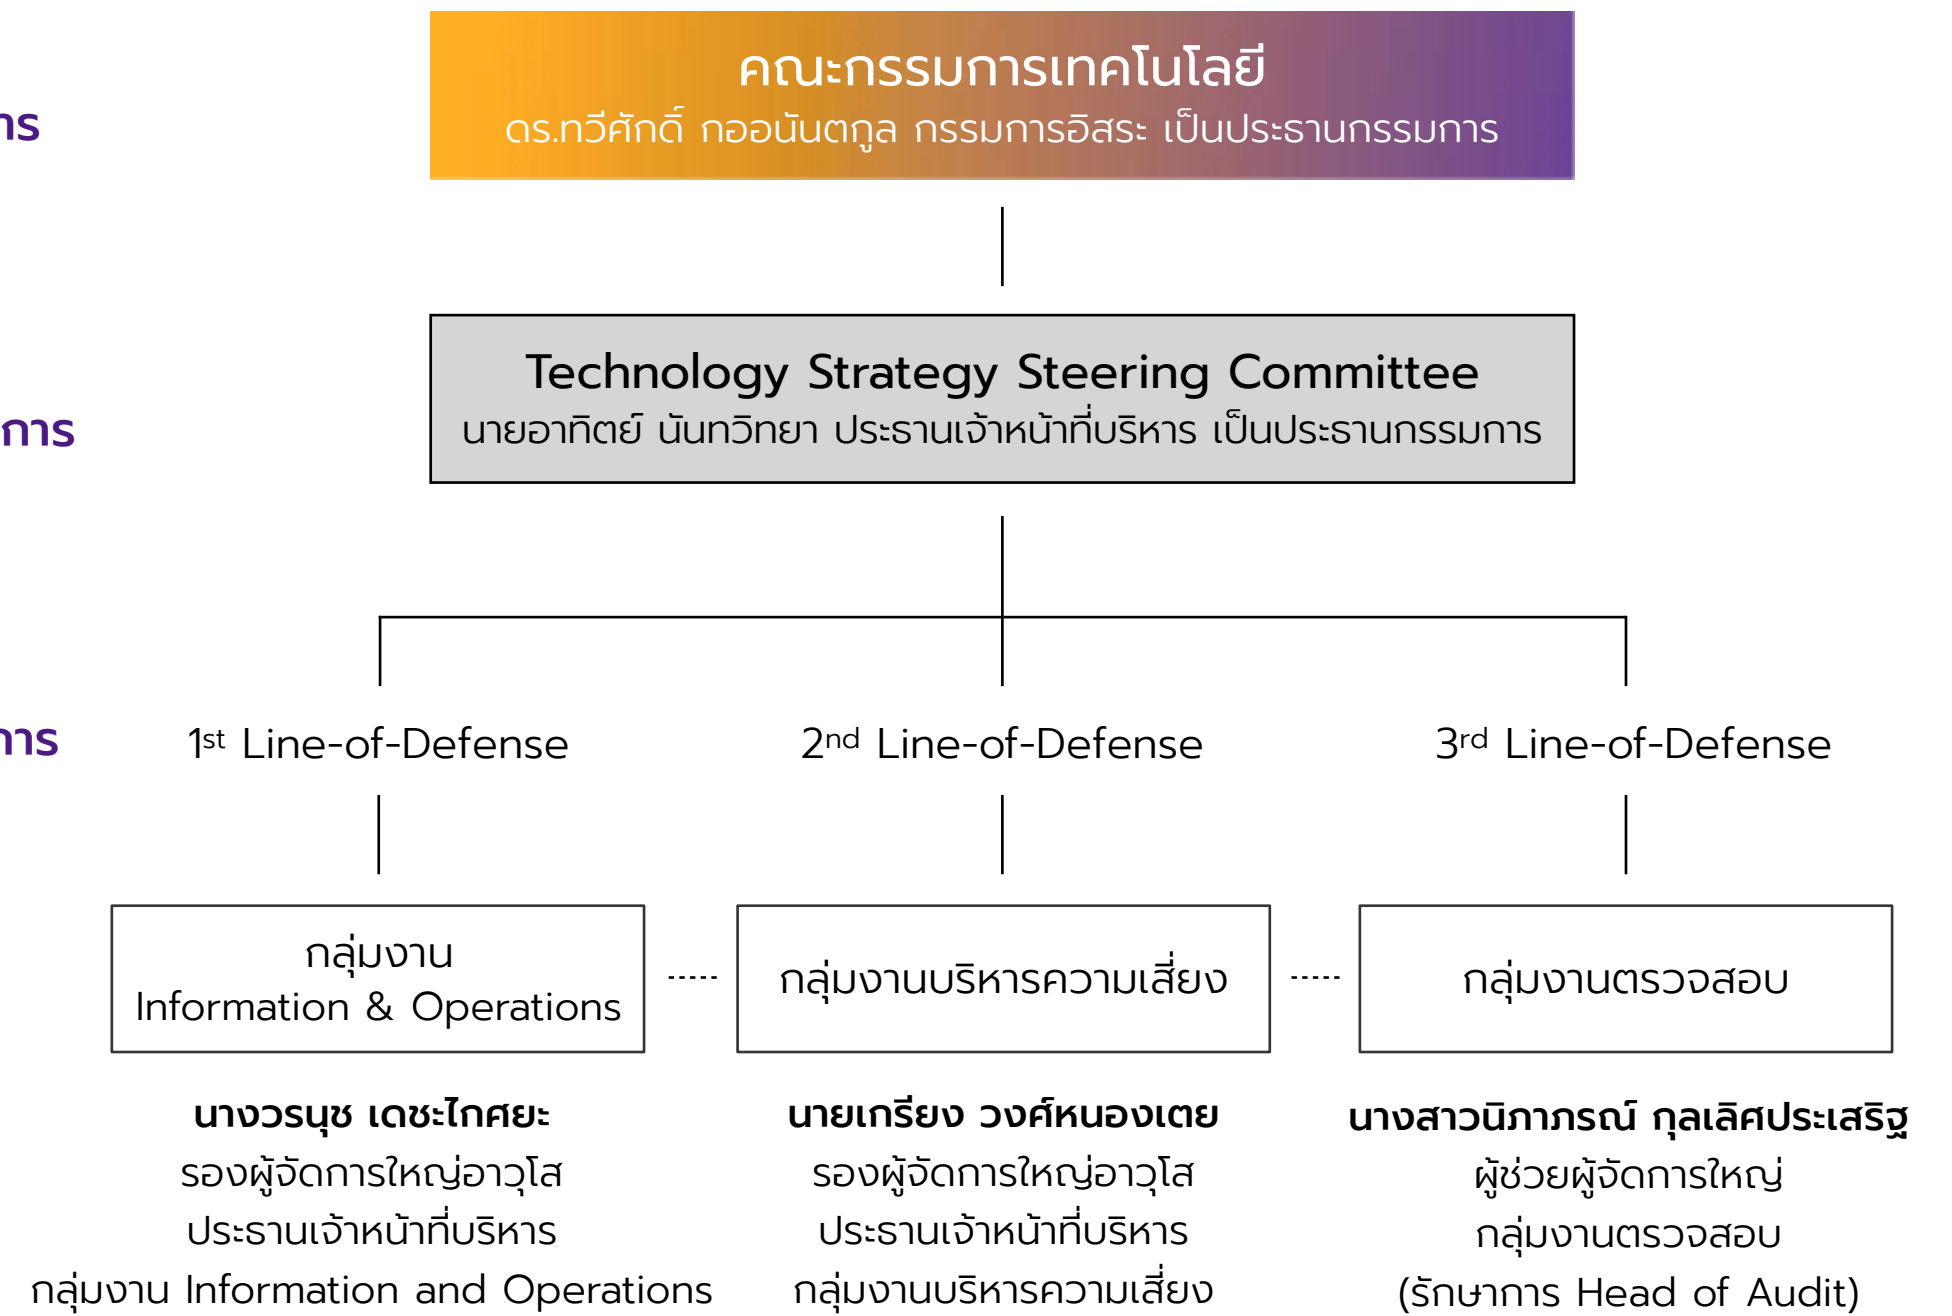 คณะกรรมการเทคโนโลยี
ดร.ทวีศักดิ์ กออนันตกูล กรรมการอิสระ เป็นประธานกรรมการ
Technology Strategy Steering Committee
นายอาทิตย์ นันทวิทยา ประธานเจ้าหน้าที่บริหาร เป็นประธานกรรมการ
การ
1st Line-of-Defense
2nd Line-of-Defense
3rd Line-of-Defense
กลุ่มงาน
Information & Operations
กลุ่มงานบริหารความเสี่ยง
กลุ่มงานตรวจสอบ
นางวรนุช เดชะไกศยะ
รองผู้จัดการใหญ่อาวุโส
ประธานเจ้าหน้าที่บริหาร
กลุ่มงาน Information and Operations
นายเกรียง วงศ์หนองเตย
รองผู้จัดการใหญ่อาวุโส
ประธานเจ้าหน้าที่บริหาร
กลุ่มงานบริหารความเสี่ยง
นางสาวนิภาภรณ์ กุลเลิศประเสริฐ
ผู้ช่วยผู้จัดการใหญ่
กลุ่มงานตรวจสอบ
(รักษาการ Head of Audit)